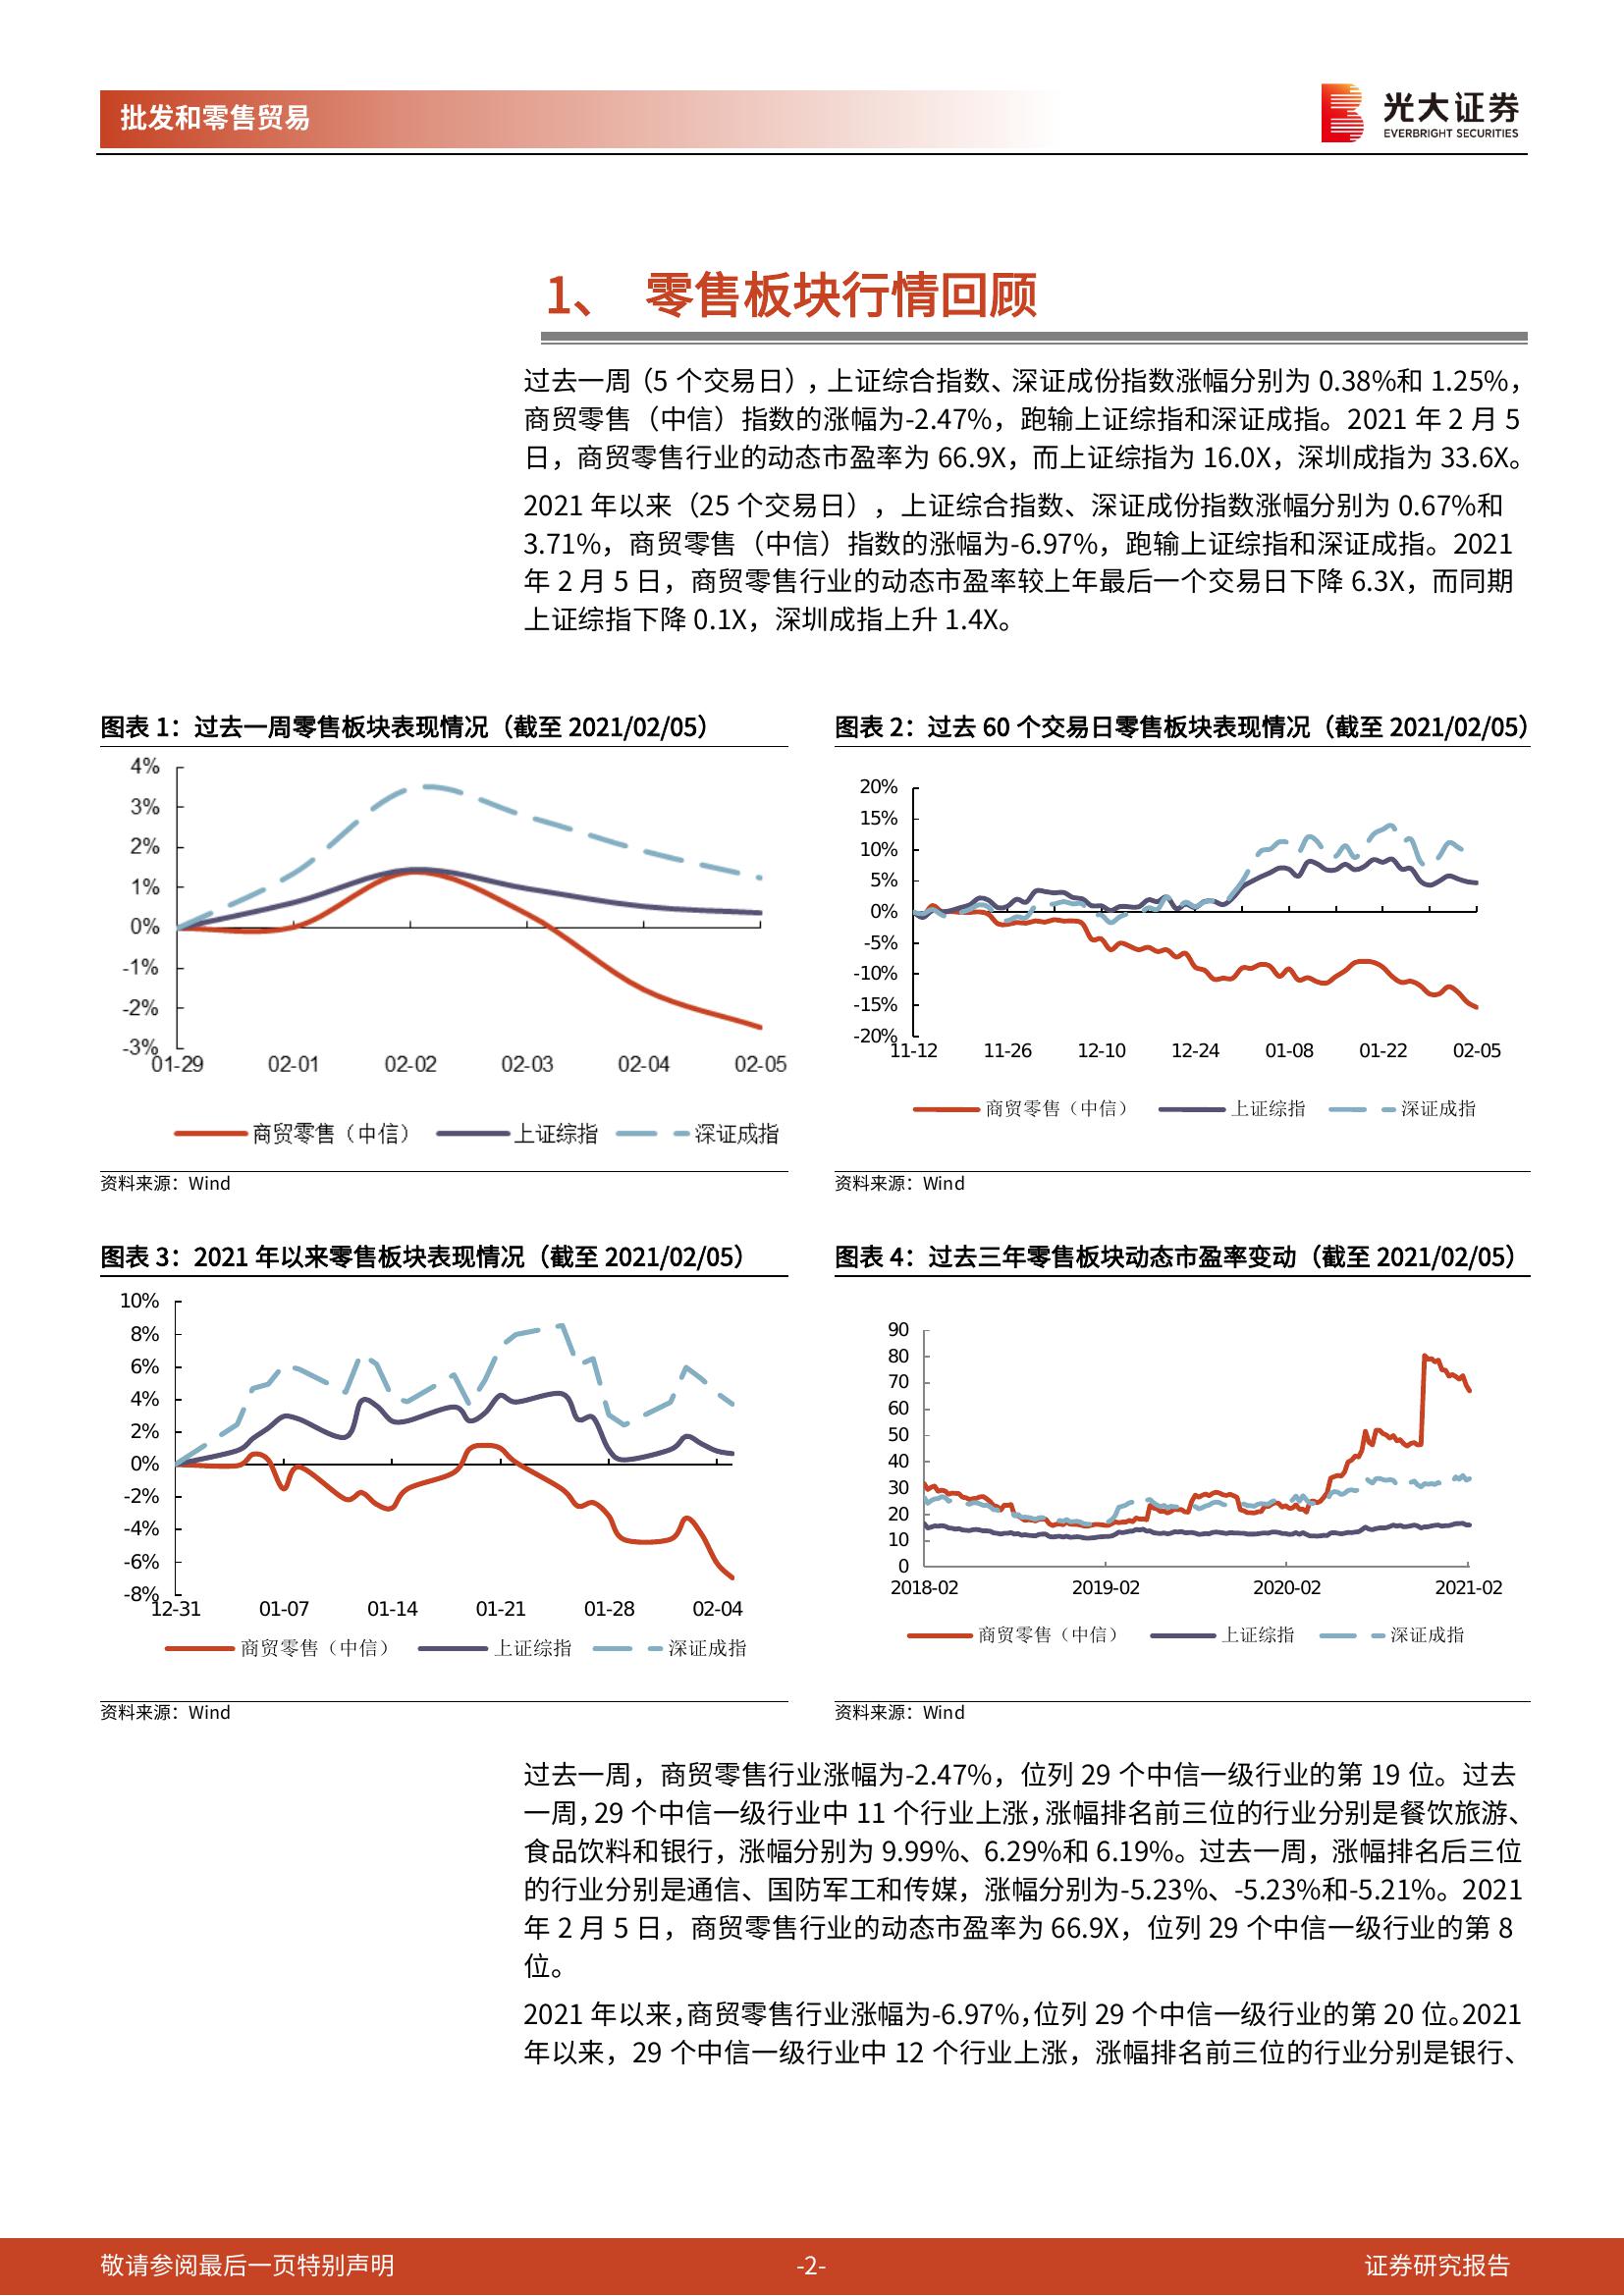 批发和零售贸易
光大证券
EVERBRIGHT SECURITIES
1、 零售板块行情回顾
过去一周（5 个交易日），上证综合指数、深证成份指数涨幅分别为 0.38%和 1.25%，
商贸零售（中信）指数的涨幅为-2.47%，跑输上证综指和深证成指。2021 年 2 月 5
日，商贸零售行业的动态市盈率为 66.9X，而上证综指为 16.0X，深圳成指为 33.6X。
2021 年以来（25 个交易日），上证综合指数、深证成份指数涨幅分别为 0.67%和
3.71%，商贸零售（中信）指数的涨幅为-6.97%，跑输上证综指和深证成指。2021
年 2 月 5 日，商贸零售行业的动态市盈率较上年最后一个交易日下降 6.3X，而同期
上证综指下降 0.1X，深圳成指上升 1.4X。
图表 1：过去一周零售板块表现情况（截至 2021/02/05）
4%
3%
2%
1%
0%
-1%
-2%
-3%
01-29 02-01 02-02 02-03 02-04 02-05
商贸零售（中信） 上证综指 深证成指
资料来源：Wind
图表 2：过去 60 个交易日零售板块表现情况（截至 2021/02/05）
20%
15%
10%
5%
0%
-5%
-10%
-15%
-20%
11-12 11-26 12-10 12-24 01-08 01-22 02-05
商贸零售（中信） 上证综指 深证成指
资料来源：Wind
图表 3：2021 年以来零售板块表现情况（截至 2021/02/05）
10%
8%
6%
4%
2%
0%
-2%
-4%
-6%
-8%
12-31 01-07 01-14 01-21 01-28 02-04
商贸零售（中信） 上证综指 深证成指
资料来源：Wind
图表 4：过去三年零售板块动态市盈率变动（截至 2021/02/05）
90
80
70
60
50
40
30
20
10
0
2018-02 2019-02 2020-02 2021-02
商贸零售（中信） 上证综指 深证成指
资料来源：Wind
过去一周，商贸零售行业涨幅为-2.47%，位列 29 个中信一级行业的第 19 位。过去
一周，29 个中信一级行业中 11 个行业上涨，涨幅排名前三位的行业分别是餐饮旅游、
食品饮料和银行，涨幅分别为 9.99%、6.29%和 6.19%。过去一周，涨幅排名后三位
的行业分别是通信、国防军工和传媒，涨幅分别为-5.23%、-5.23%和-5.21%。2021
年 2 月 5 日，商贸零售行业的动态市盈率为 66.9X，位列 29 个中信一级行业的第 8
位。
2021 年以来，商贸零售行业涨幅为-6.97%，位列 29 个中信一级行业的第 20 位。2021
年以来，29 个中信一级行业中 12 个行业上涨，涨幅排名前三位的行业分别是银行、
敬请参阅最后一页特别声明 -2- 证券研究报告